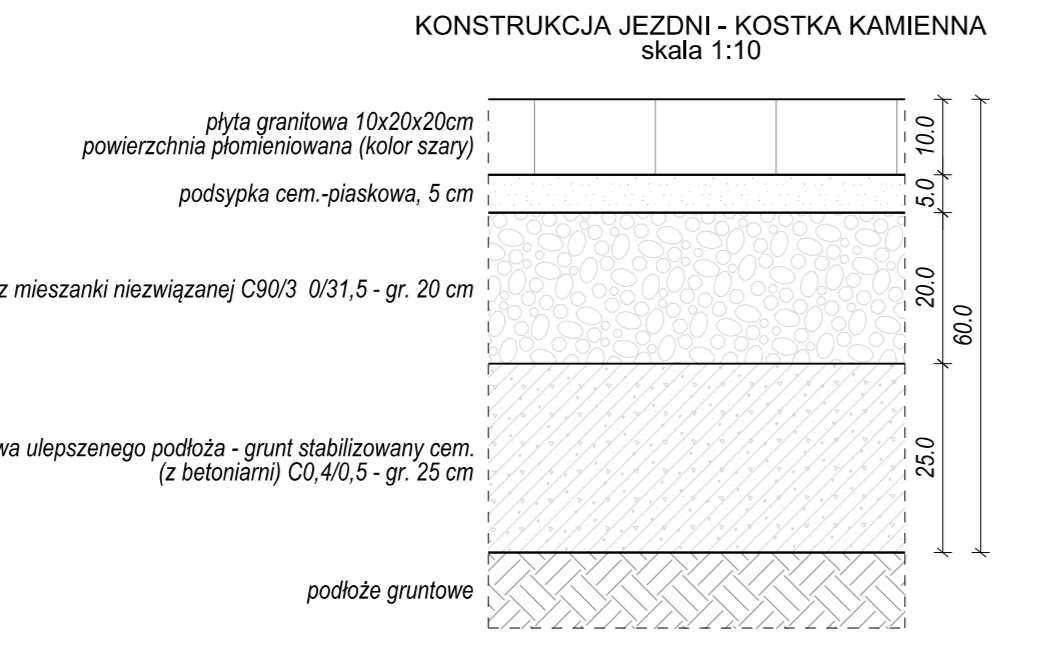 KONSTRUKCJA JEZDNI - KOSTKA KAMIENNA
skala 1:10
płyta granitowa 10x20x20cm
powierzchnia płomieniowana (kolor szary)
podsypka cem.-piaskowa, 5 cm
z mieszanki niezwiązanej C90/3 0/31,5 - gr. 20 cm
wa ulepszenego podłoża - grunt stabilizowany cem.
(z betoniarni) C0,4/0,5 - gr. 25 cm
podłoże gruntowe
10.0
5.0
20.0
25.0
60.0